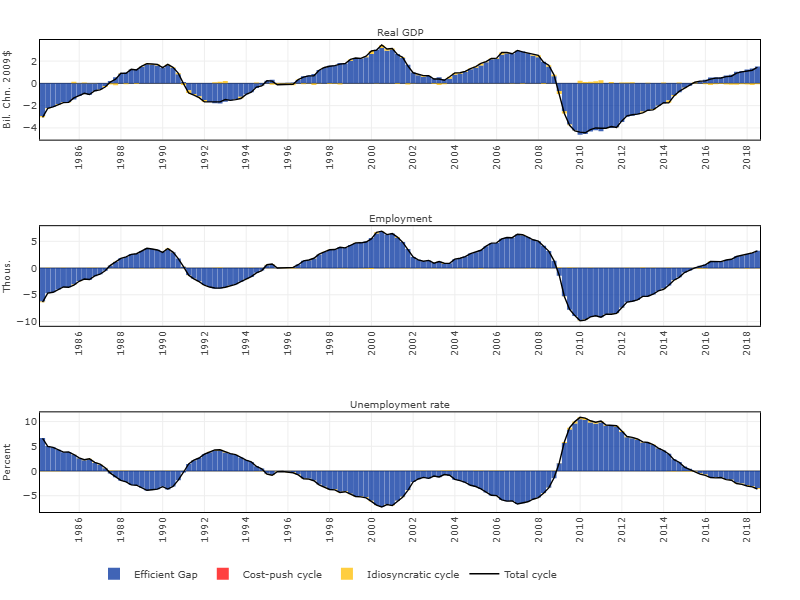 Real GDP
Bil. Chn. 2009$
2
0
−2
−4
1986 1988 1990 1992 1994 1996 1998 2000 2002 2004 2006 2008 2010 2012 2014 2016 2018
Employment
Thous.
5
0
−5
−10
1986 1988 1990 1992 1994 1996 1998 2000 2002 2004 2006 2008 2010 2012 2014 2016 2018
Unemployment rate
Percent
10
5
0
−5
1986 1988 1990 1992 1994 1996 1998 2000 2002 2004 2006 2008 2010 2012 2014 2016 2018
Efficient Gap Cost-push cycle Idiosyncratic cycle Total cycle